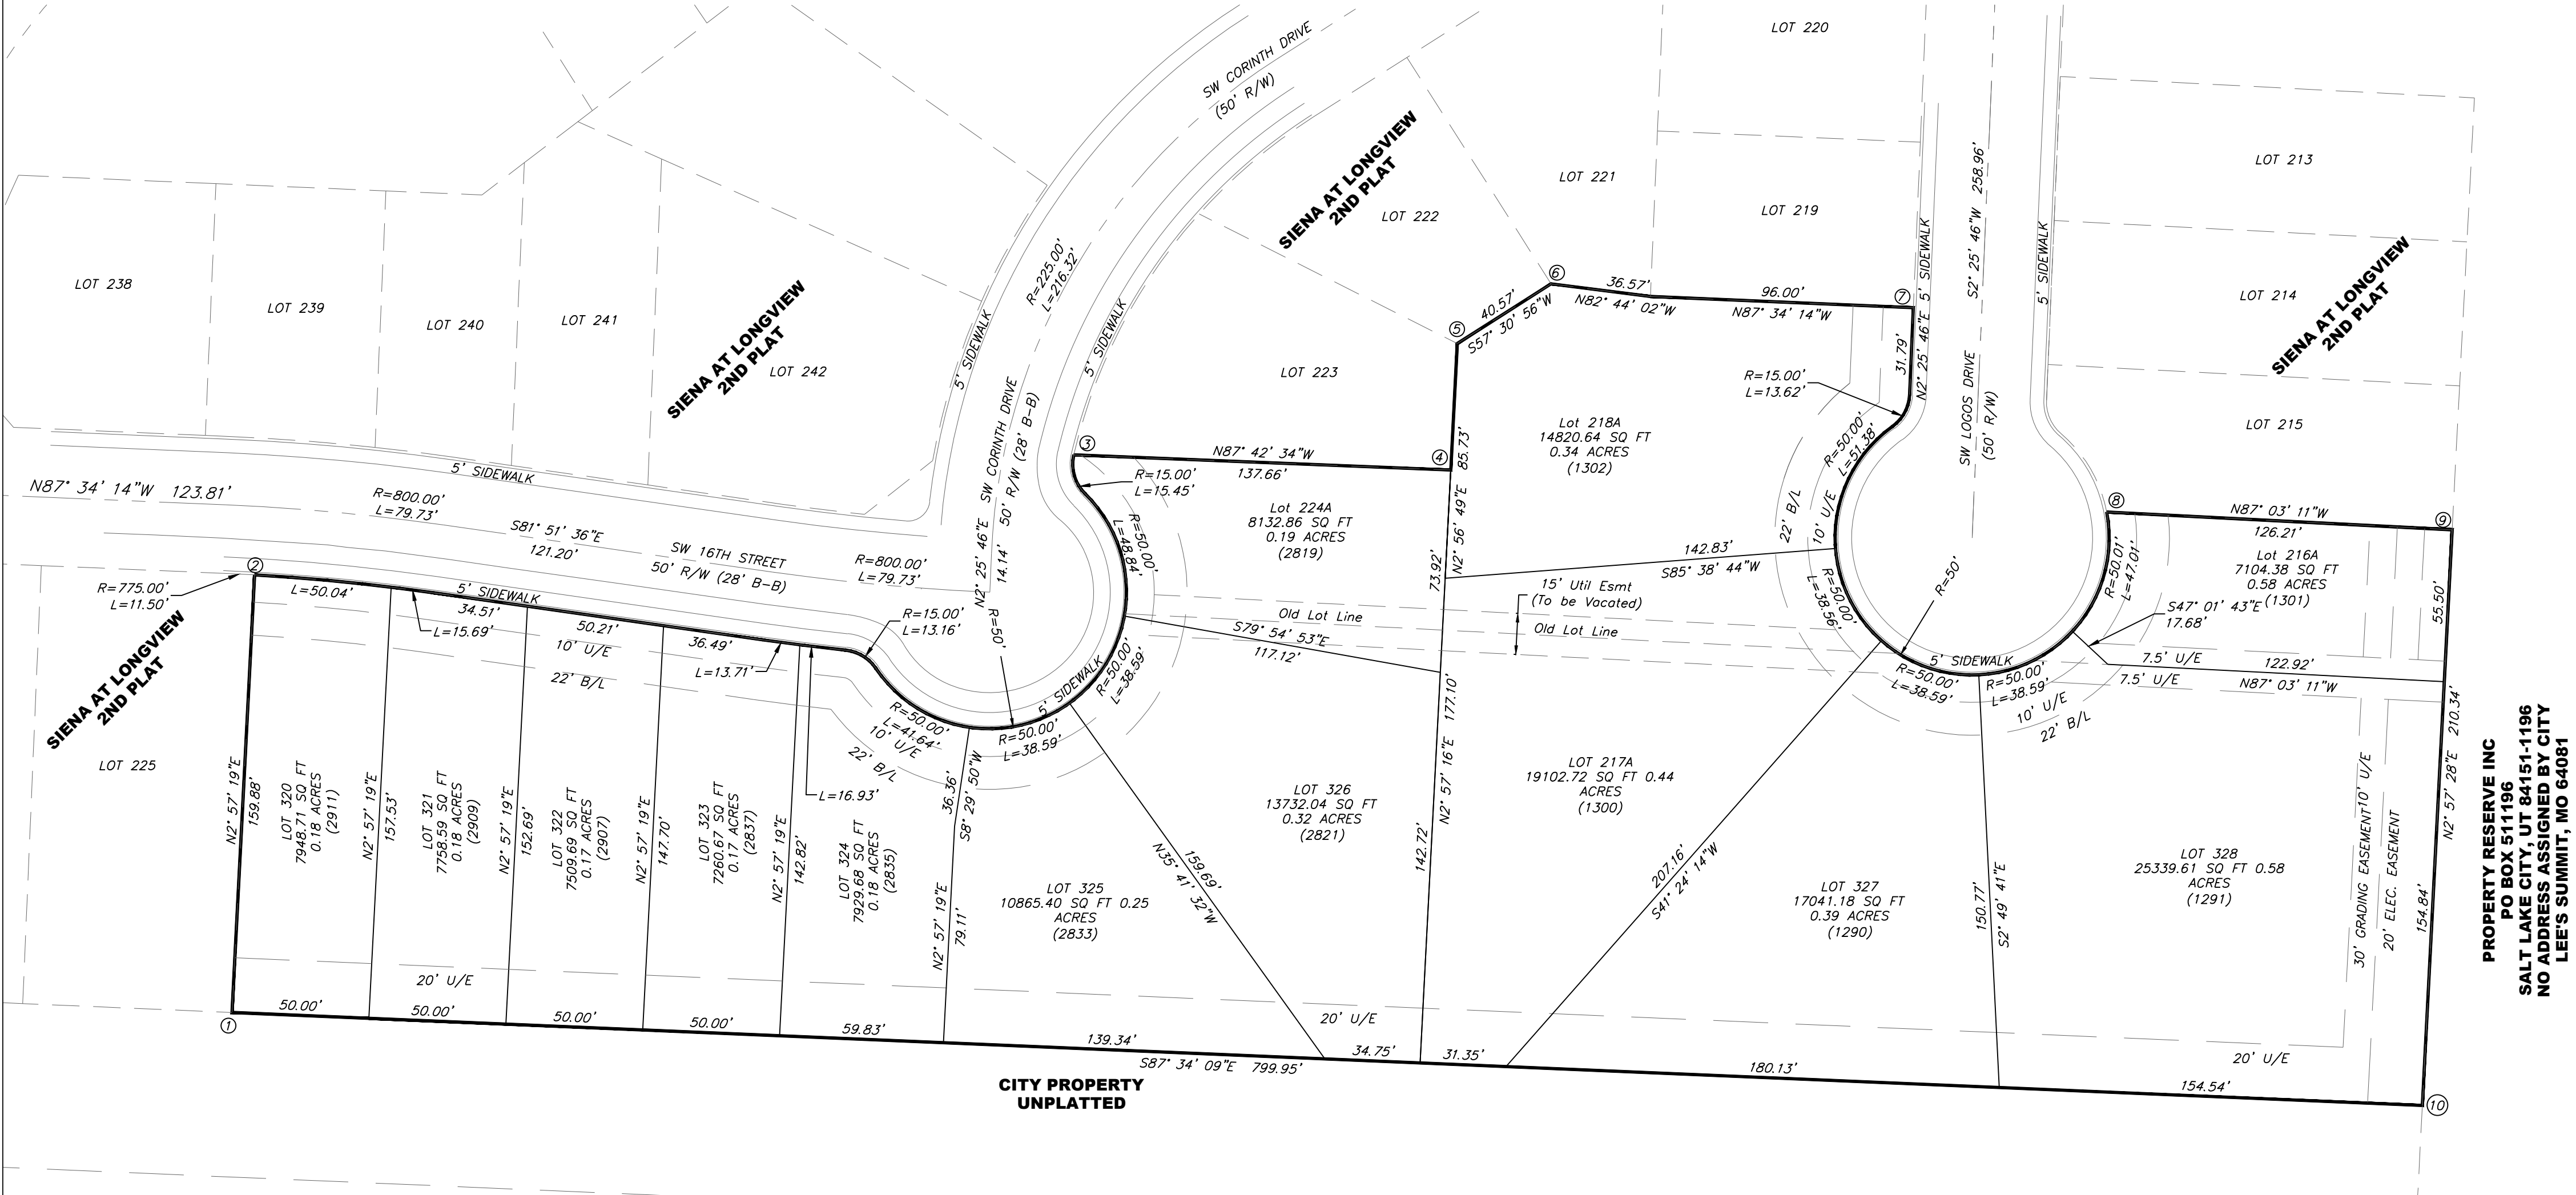 LOT 220
SW CORINTH DRIVE
(50' R/W)
SIENA AT LONGVIEW
2ND PLAT
LOT 221
LOT 222
LOT 219
LOT 213
S2° 25' 46"W 258.96'
5' SIDEWALK
5' SIDEWALK
LOT 214
SIENA AT LONGVIEW
2ND PLAT
LOT 215
LOT 238
LOT 239
LOT 240
LOT 241
SIENA AT LONGVIEW
2ND PLAT
LOT 242
5' SIDEWALK
R=225.00'
L=216.32'
5' SIDEWALK
LOT 223
6
36.57'
N82° 44' 02"W
96.00'
N87° 34' 14"W
7
5
40.57'
S57° 30' 56"W
31.79'
N2° 25' 46"E
R=15.00'
L=13.62'
SW LOGOS DRIVE
(50' R/W)
3
N87° 42' 34"W
137.66'
4
85.73'
Lot 218A
14820.64 SQ FT
0.34 ACRES
(1302)
R=50.00'
L=51.38'
22' B/L
10' U/E
N87° 34' 14"W 123.81'
5' SIDEWALK
R=800.00'
L=79.73'
S81° 51' 36"E
121.20'
SW 16TH STREET
50' R/W (28' B-B)
R=800.00'
L=79.73'
N2° 25' 46"E
14.14'
SW CORINTH DRIVE
50' R/W (28' B-B)
R=50'
R=15.00'
L=15.45'
R=50.00'
L=48.84'
Lot 224A
8132.86 SQ FT
0.19 ACRES
(2819)
N2° 56' 49"E
73.92'
142.83'
S85° 38' 44"W
15' Util Esmt
(To be Vacated)
Old Lot Line
Old Lot Line
S79° 54' 53"E
117.12'
R=50.00'
L=38.56'
R=50'
8
N87° 03' 11"W
126.21'
9
R=50.01'
L=47.01'
Lot 216A
7104.38 SQ FT
0.58 ACRES
(1301)
S47° 01' 43"E
17.68'
55.50'
7.5' U/E
122.92'
7.5' U/E
N87° 03' 11"W
5' SIDEWALK
R=50.00'
L=38.59'
R=50.00'
L=38.59'
10' U/E
22' B/L
2
R=775.00'
L=11.50'
SIENA AT LONGVIEW
2ND PLAT
LOT 225
L=50.04'
5' SIDEWALK
34.51'
L=15.69'
50.21'
10' U/E
22' B/L
36.49'
L=13.71'
R=15.00'
L=13.16'
L=16.93'
R=50.00'
L=41.64'
10' U/E
22' B/L
R=50.00'
L=38.59'
5' SIDEWALK
R=50.00'
L=38.59'
N2° 57' 19"E
159.88'
LOT 320
7948.71 SQ FT
0.18 ACRES
(2911)
N2° 57' 19"E
157.53'
LOT 321
7758.59 SQ FT
0.18 ACRES
(2909)
N2° 57' 19"E
152.69'
LOT 322
7509.69 SQ FT
0.17 ACRES
(2907)
N2° 57' 19"E
147.70'
LOT 323
7260.67 SQ FT
0.17 ACRES
(2837)
N2° 57' 19"E
142.82'
LOT 324
7929.68 SQ FT
0.18 ACRES
(2835)
36.36'
S8° 29' 50"W
N2° 57' 19"E
79.11'
LOT 325
10865.40 SQ FT 0.25
ACRES
(2833)
159.69'
N35° 41' 32"W
LOT 326
13732.04 SQ FT
0.32 ACRES
(2821)
177.10'
N2° 57' 16"E
142.72'
LOT 217A
19102.72 SQ FT 0.44
ACRES
(1300)
207.16'
S41° 24' 14"W
LOT 327
17041.18 SQ FT
0.39 ACRES
(1290)
150.77'
S2° 49' 41"E
LOT 328
25339.61 SQ FT 0.58
ACRES
(1291)
30' GRADING EASEMENT
10' U/E
20' ELEC. EASEMENT
N2° 57' 28"E 210.34'
154.84'
PROPERTY RESERVE INC
PO BOX 511196
SALT LAKE CITY, UT 84151-1196
NO ADDRESS ASSIGNED BY CITY
LEE'S SUMMIT, MO 64081
20' U/E
20' U/E
20' U/E
1
50.00'
50.00'
50.00'
50.00'
59.83'
139.34'
34.75'
31.35'
180.13'
154.54'
10
S87° 34' 09"E 799.95'
CITY PROPERTY
UNPLATTED